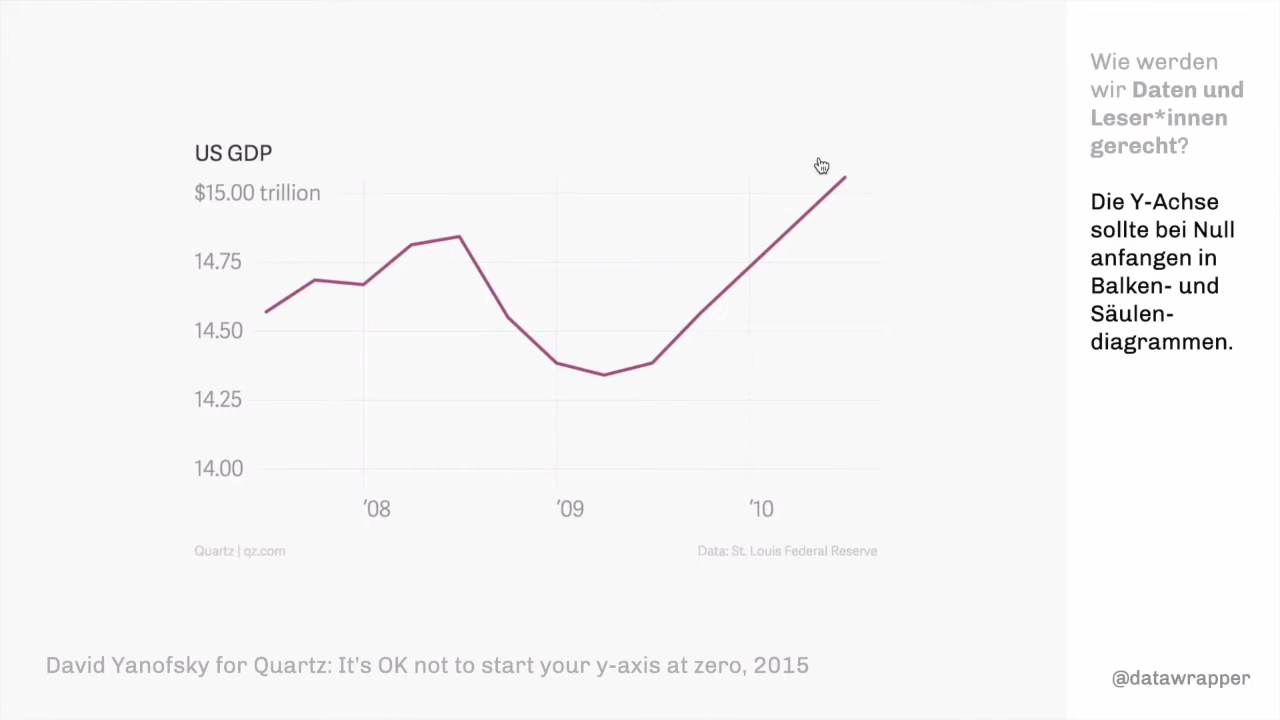 US GDP
$15.00 trillion
14.75
14.50
14.25
14.00
'08 '09 '10
Quartz | qz.com
Data: St. Louis Federal Reserve
David Yanofsky for Quartz: It's OK not to start your y-axis at zero, 2015
Wie werden
wir Daten und
Leser*innen
gerecht?
Die Y-Achse
sollte bei Null
anfangen in
Balken- und
Säulen-
diagrammen.
@datawrapper